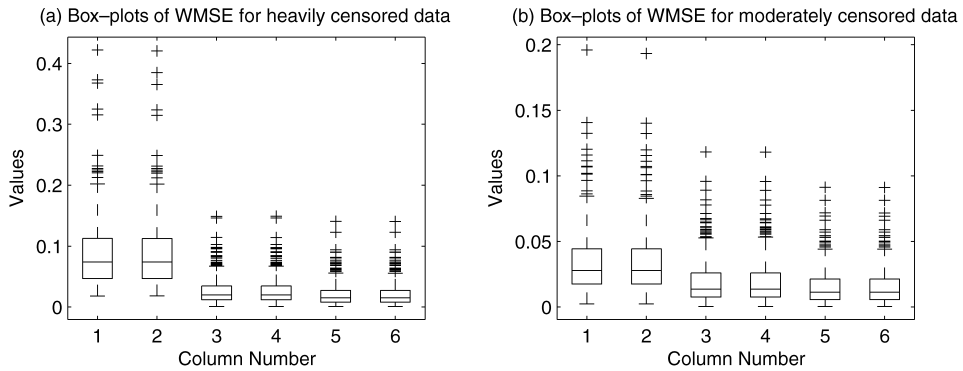 (a) Box–plots of WMSE for heavily censored data
0.4
0.3
0.2
0.1
0
Values
1 2 3 4 5 6
Column Number
(b) Box–plots of WMSE for moderately censored data
0.2
0.15
0.1
0.05
0
Values
1 2 3 4 5 6
Column Number